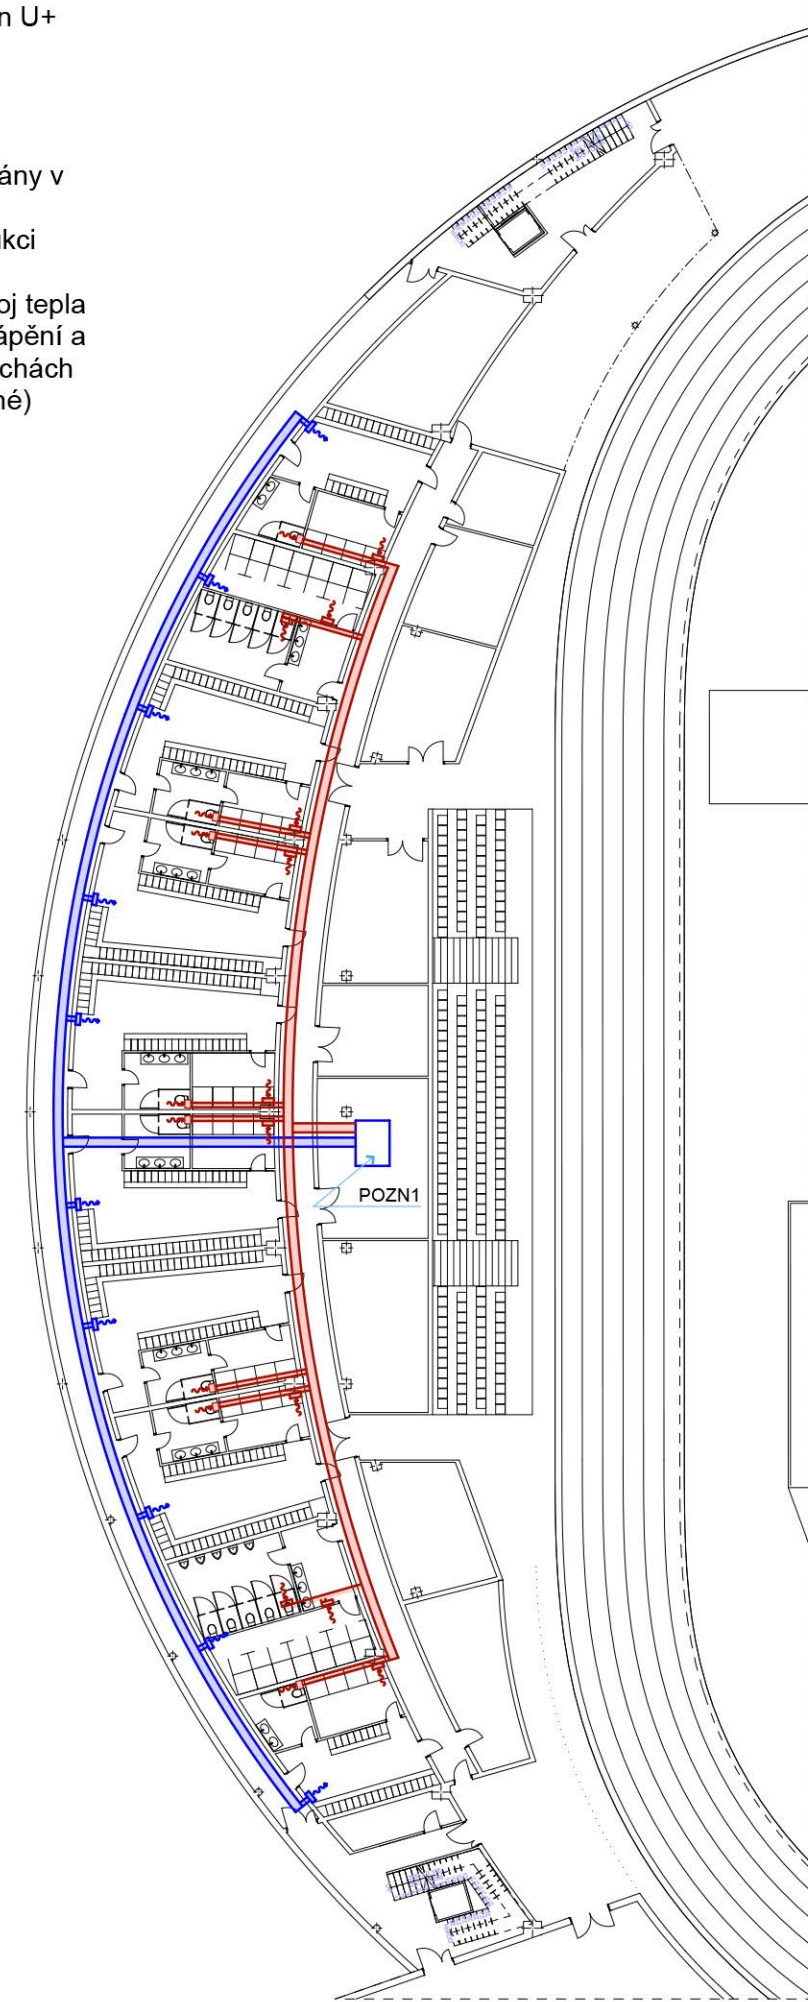 n U+
ány v
kci
oj tepla
ápění a
chách
né)
POZN1